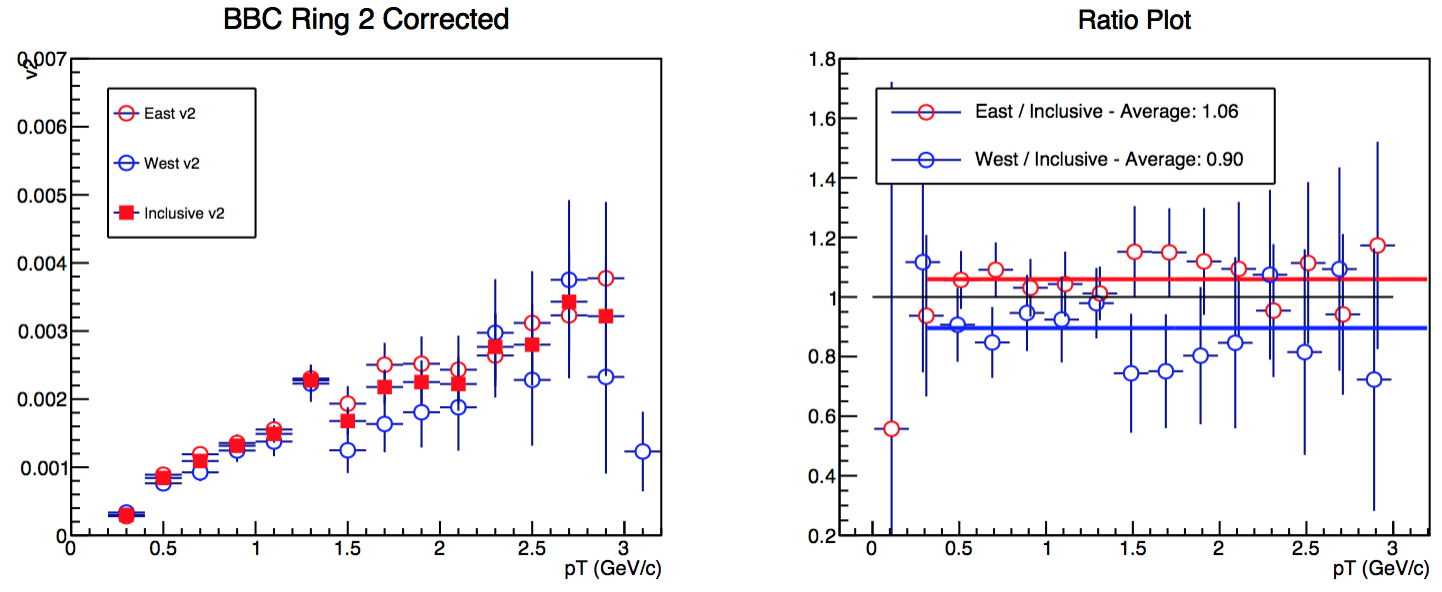 BBC Ring 2 Corrected
v2
0.007
0.006
0.005
0.004
0.003
0.002
0.001
0
East v2
West v2
Inclusive v2
0 0.5 1 1.5 2 2.5 3
pT (GeV/c)
Ratio Plot
1.8
1.6
1.4
1.2
1
0.8
0.6
0.4
0.2
East / Inclusive - Average: 1.06
West / Inclusive - Average: 0.90
0 0.5 1 1.5 2 2.5 3
pT (GeV/c)